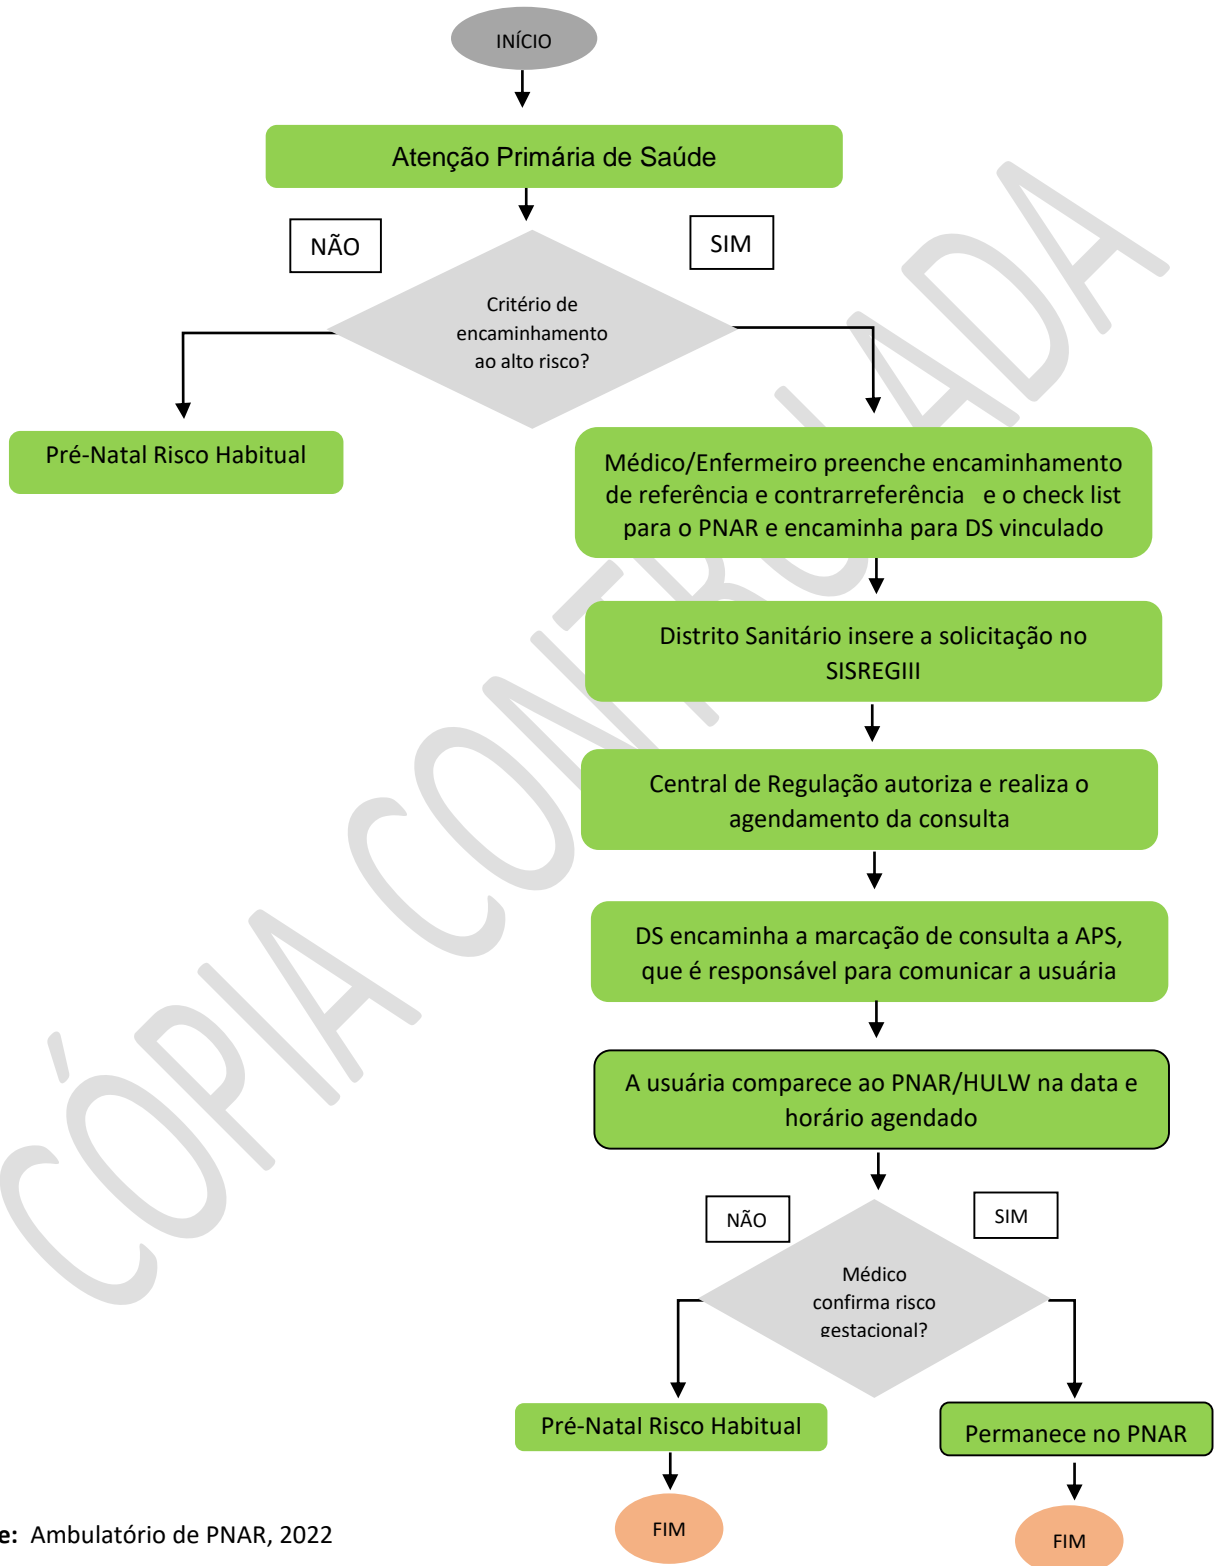 INÍCIO
Atenção Primária de Saúde
NÃO
SIM
Critério de
encaminhamento
ao alto risco?
Pré-Natal Risco Habitual
Médico/Enfermeiro preenche encaminhamento
de referência e contrarreferência e o check list
para o PNAR e encaminha para DS vinculado
Distrito Sanitário insere a solicitação no
SISREGIII
Central de Regulação autoriza e realiza o
agendamento da consulta
DS encaminha a marcação de consulta a APS,
que é responsável para comunicar a usuária
A usuária comparece ao PNAR/HULW na data e
horário agendado
NÃO
SIM
Médico
confirma risco
gestacional?
Pré-Natal Risco Habitual
Permanece no PNAR
FIM
FIM
e: Ambulatório de PNAR, 2022
CÓPIA CONTROLADA